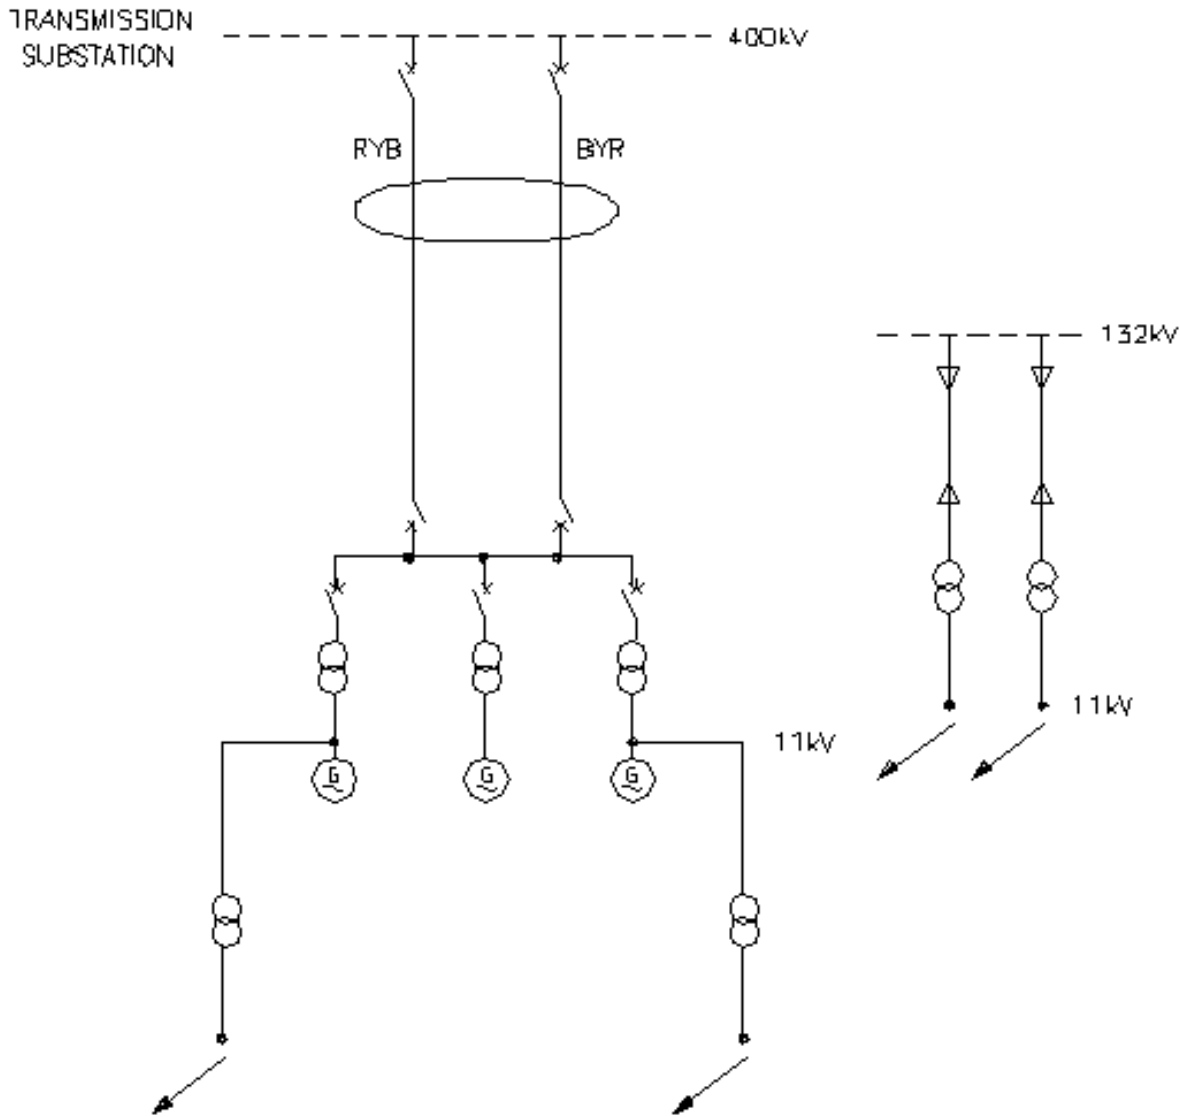 TRANSMISSION
SUBSTATION
400kV
RYB
BYR
132kV
11kV
11kV
G
G
G